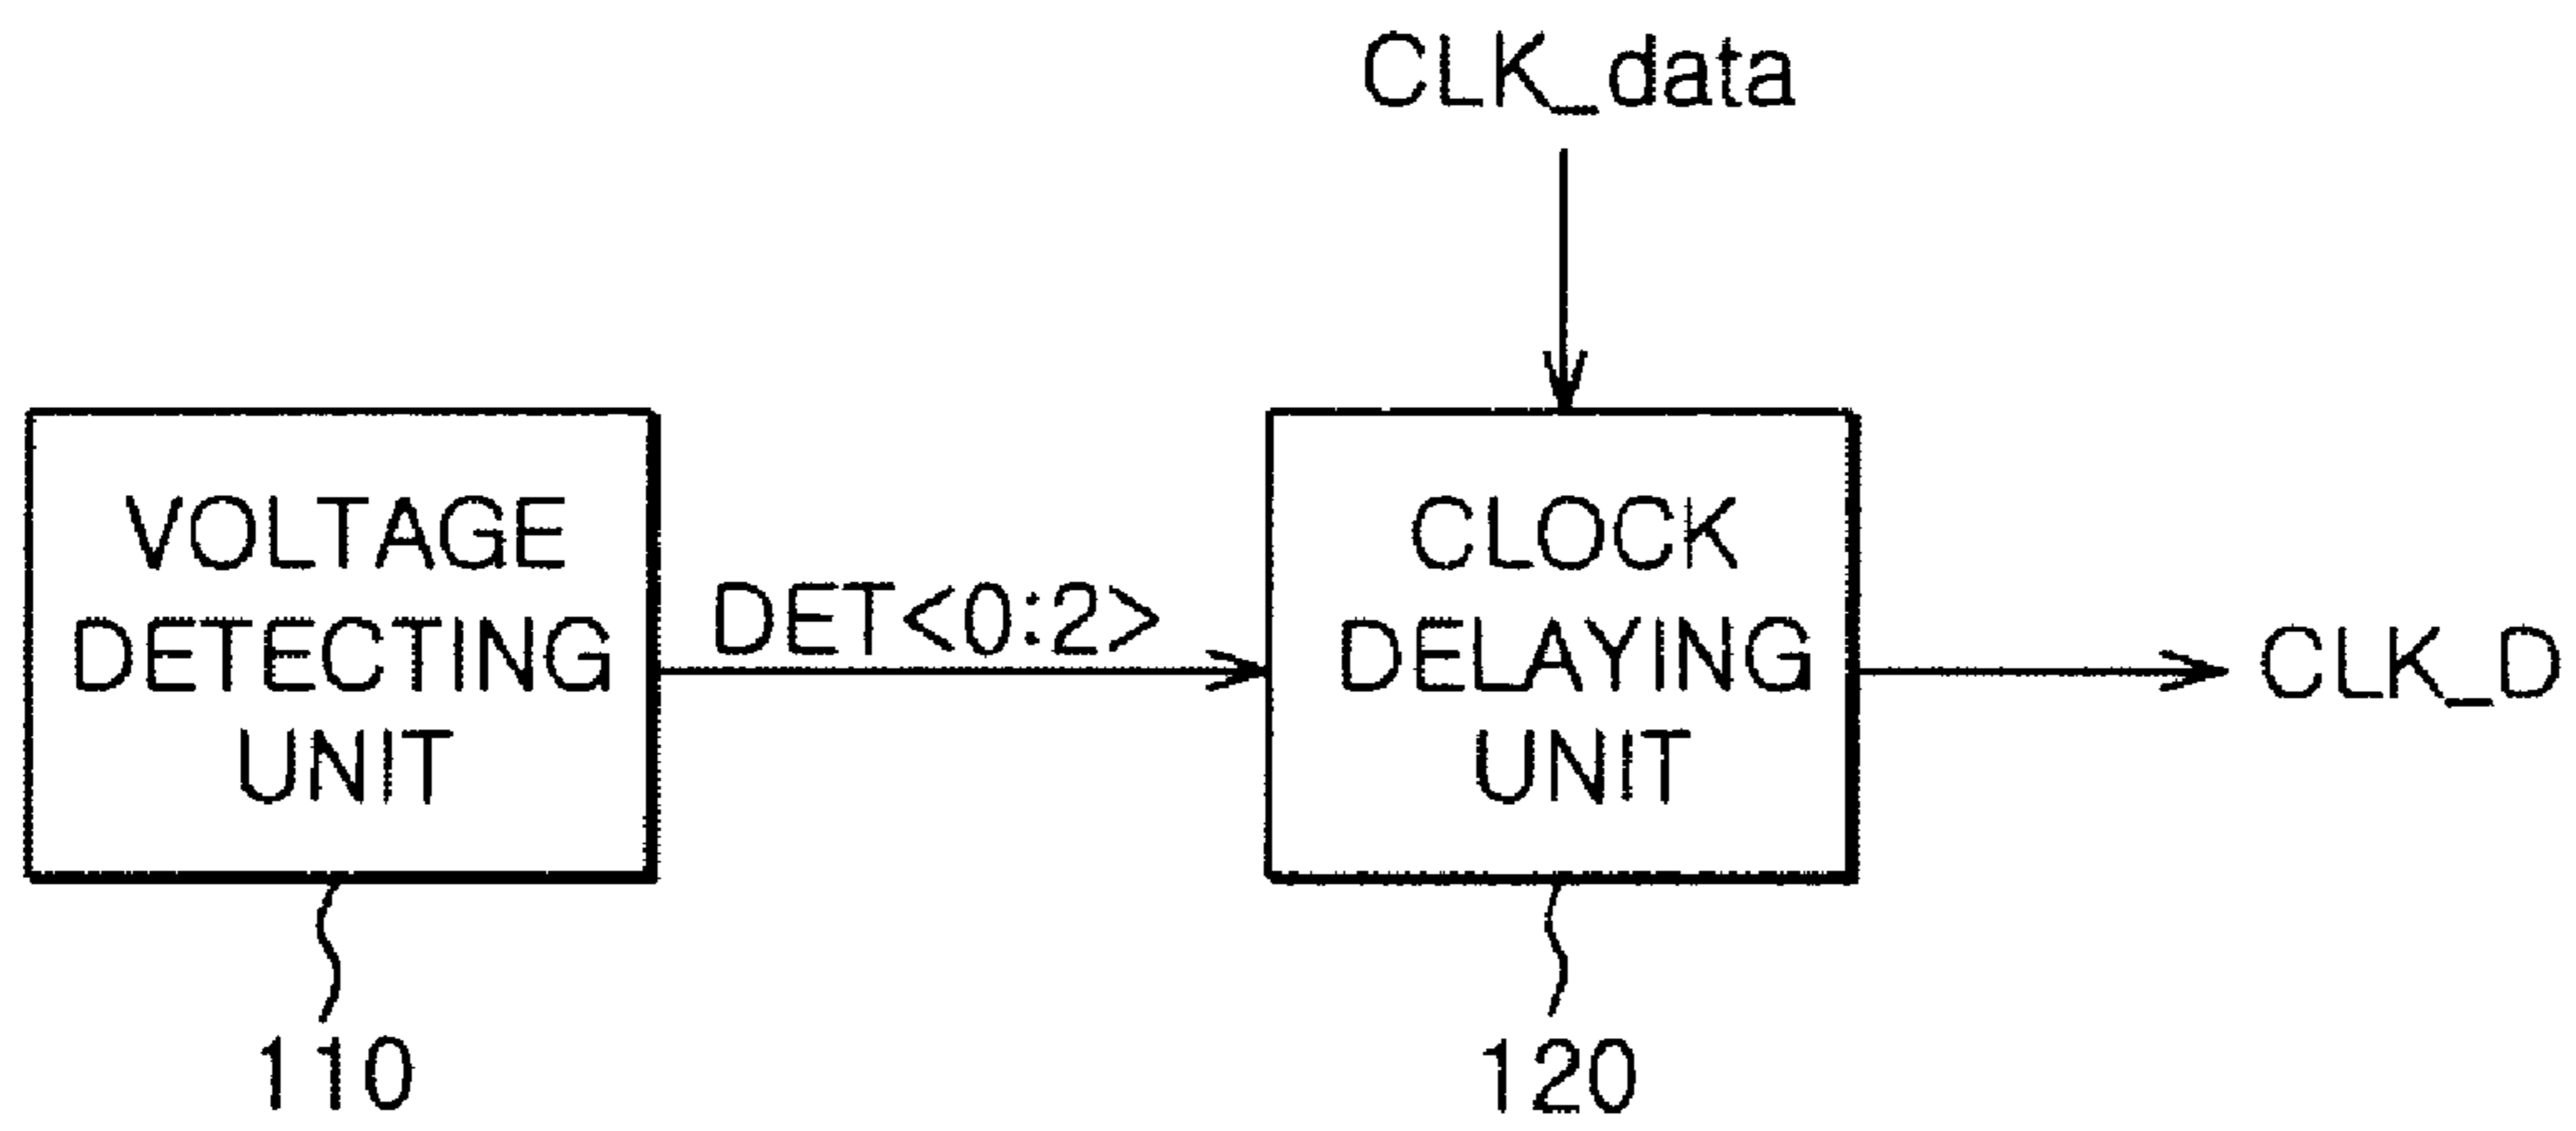 CLK_data
VOLTAGE
DETECTING
UNIT
DET<0:2>
CLOCK
DELAYING
UNIT
CLK_D
110
120